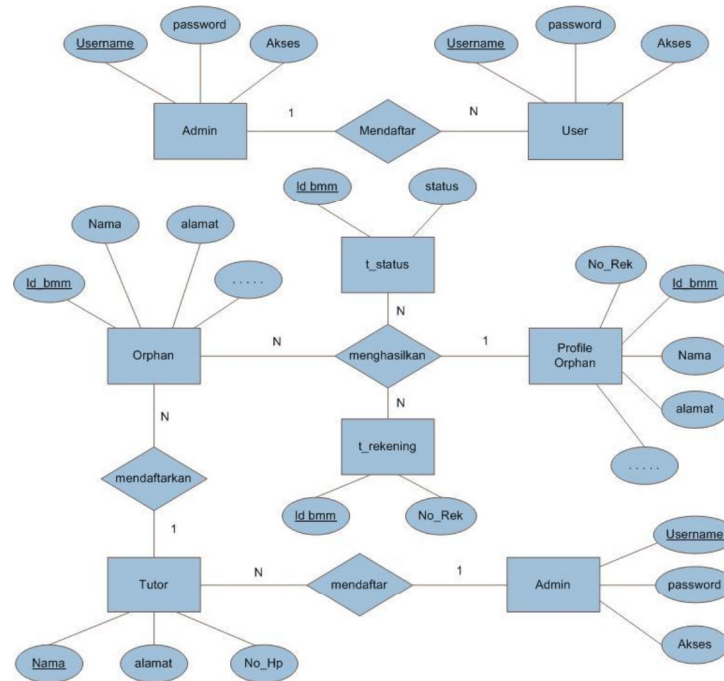 password
password
Username
Akses
Username
Akses
Admin
1
Mendaftar
N
User
Id bmm
status
Nama
alamat
t_status
No_Rek
Id_bmm
. . . . .
Id_bmm
N
Orphan
N
menghasilkan
1
Profile
Orphan
Nama
N
N
alamat
t_rekening
mendaftarkan
. . . . .
1
Id bmm
No_Rek
Username
Tutor
N
mendaftar
1
Admin
password
Nama
alamat
No_Hp
Akses